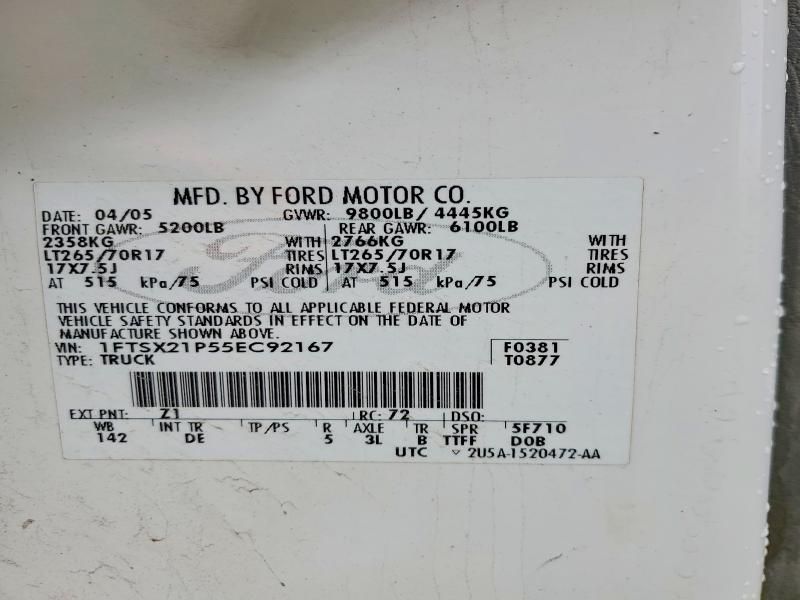 MFD. BY FORD MOTOR CO.
DATE: 04/05 GVWR: 9800LB/ 4445KG
FRONT GAWR: 5200LB REAR GAWR: 6100LB
2358KG WITH 2766KG WITH
LT265/70R17 TIRES LT265/70R17 TIRES
17X7.5J RIMS 17X7.5J RIMS
AT 515 kPa/75 PSI COLD AT 515 kPa/75 PSI COLD
Ford
THIS VEHICLE CONFORMS TO ALL APPLICABLE FEDERAL MOTOR
VEHICLE SAFETY STANDARDS IN EFFECT ON THE DATE OF
MANUFACTURE SHOWN ABOVE.
VIN: 1FTSX21P55EC92167 F0381
TYPE: TRUCK T0877
EXT PNT: Z1 RC: 72 DSO:
WB INT TR TP/PS R AXLE TR SPR 5F710
142 DE 5 3L B TTFF DOB
UTC 2U5A-1520472-AA